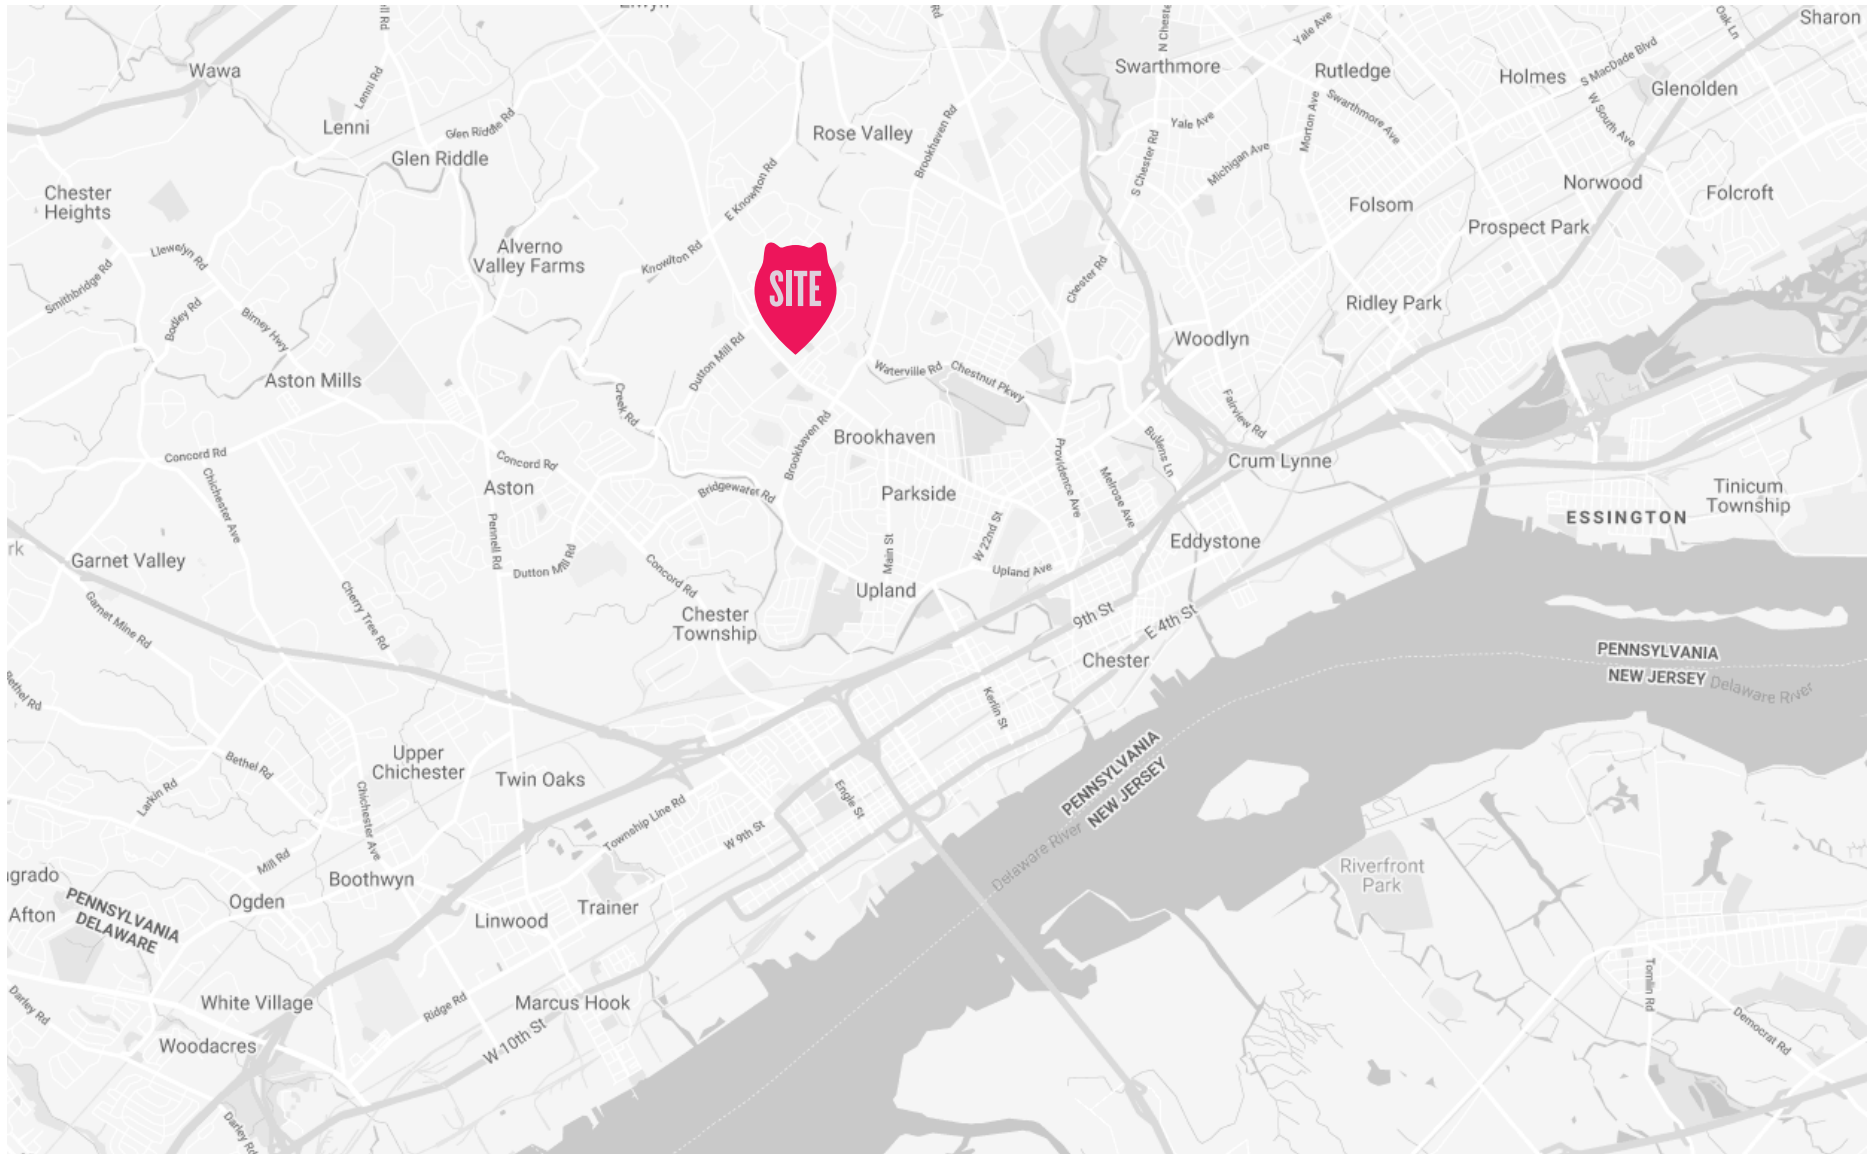 Elwyn
Sharon
Wawa
Lenni Rd
Rd
N Cheste
Yale Ave
Oak Ln
Swarthmore
Rutledge
Holmes
S MacDade Blvd
Glenolden
Lenni
Glen Riddle Rd
Glen Riddle
Rose Valley
Brookhaven Rd
Yale Ave
S Chester Rd
Michigan Ave
Morton Ave
Swarthmore Ave
W South Ave
Chester
Heights
E Knowlton Rd
Norwood
Folcroft
Folsom
Prospect Park
Llewelyn Rd
Alverno
Valley Farms
Knowlton Rd
Smithbridge Rd
SITE
Chester Rd
Bodley Rd
Birney Hwy
Ridley Park
Woodlyn
Dutton Mill Rd
Aston Mills
Waterville Rd
Chestnut Pkwy
Creek Rd
Fairview Rd
Brookhaven Rd
Brookhaven
Bullens Ln
Concord Rd
Concord Rd
Providence Ave
Crum Lynne
Aston
Bridgewater Rd
Parkside
Melrose Ave
Tinicum
Township
Chichester Ave
ESSINGTON
Pennell Rd
W 22nd St
Eddystone
rk
Garnet Valley
Main St
Dutton Mill Rd
Concord Rd
Upland Ave
Upland
Garnet Mine Rd
Cherry Tree Rd
Chester
Township
9th St
E 4th St
Chester
PENNSYLVANIA
NEW JERSEY
Delaware River
Bethel Rd
Kerlin St
Upper
Chichester
Bethel Rd
Twin Oaks
PENNSYLVANIA
NEW JERSEY
Larkin Rd
Chichester Ave
Township Line Rd
Engle St
W 9th St
Delaware River
Mill Rd
Riverfront
Park
grado
Boothwyn
Ogden
Afton
PENNSYLVANIA
DELAWARE
Linwood
Trainer
Tomlin Rd
Darley Rd
White Village
Ridge Rd
Marcus Hook
Democrat Rd
Woodacres
W 10th St
Darley Rd